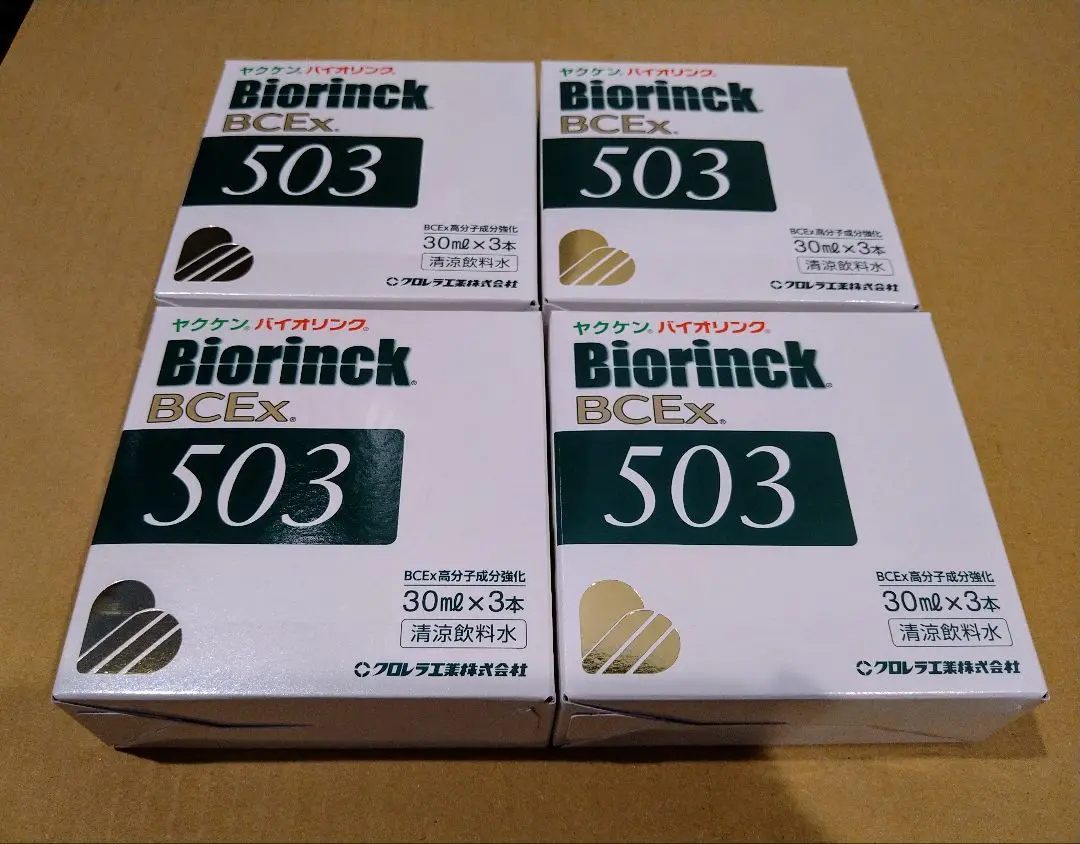 ヤクケン® バイオリンク®
Biorinck™
BCEx™
503
BCEx高分子成分強化
30ml×3本
清涼飲料水
クロレラ工業株式会社
ヤクケン® バイオリンク®
Biorinck™
BCEx™
503
BCEx高分子成分強化
30ml×3本
清涼飲料水
クロレラ工業株式会社
ヤクケン® バイオリンク®
Biorinck®
BCEx®
503
BCEx高分子成分強化
30ml×3本
清涼飲料水
クロレラ工業株式会社
ヤクケン® バイオリンク®
Biorinck®
BCEx®
503
BCEx高分子成分強化
30ml×3本
清涼飲料水
クロレラ工業株式会社